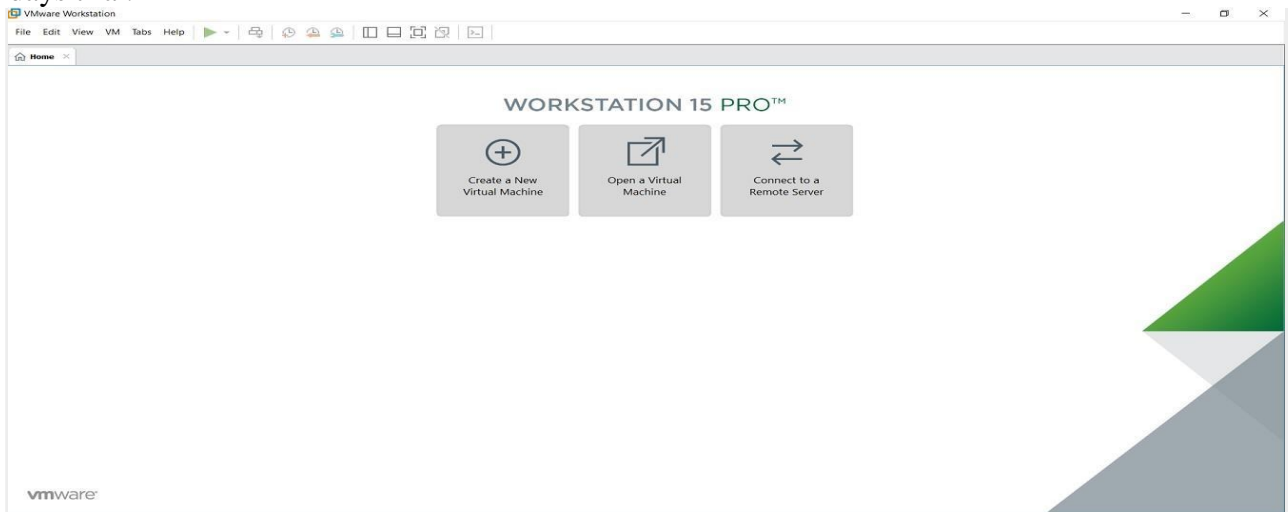 VMware Workstation
File Edit View VM Tabs Help
Home
WORKSTATION 15 PRO™
Create a New
Virtual Machine
Open a Virtual
Machine
Connect to a
Remote Server
vmware